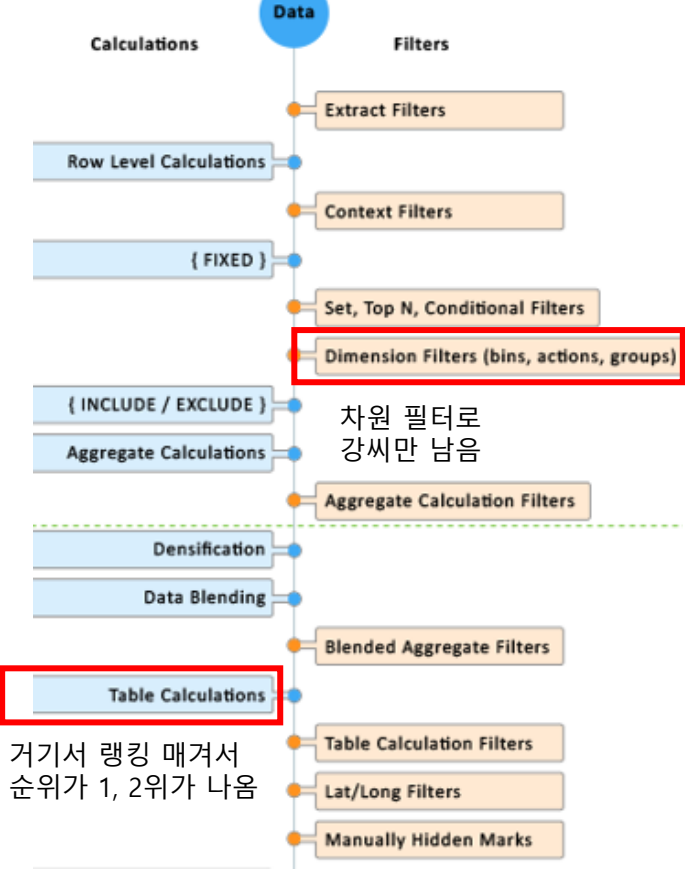 Data
Calculations
Filters
Extract Filters
Row Level Calculations
Context Filters
{ FIXED }
Set, Top N, Conditional Filters
Dimension Filters (bins, actions, groups)
{ INCLUDE / EXCLUDE }
차원 필터로
강씨만 남음
Aggregate Calculations
Aggregate Calculation Filters
Densification
Data Blending
Blended Aggregate Filters
Table Calculations
거기서 랭킹 매겨서
순위가 1, 2위가 나옴
Table Calculation Filters
Lat/Long Filters
Manually Hidden Marks